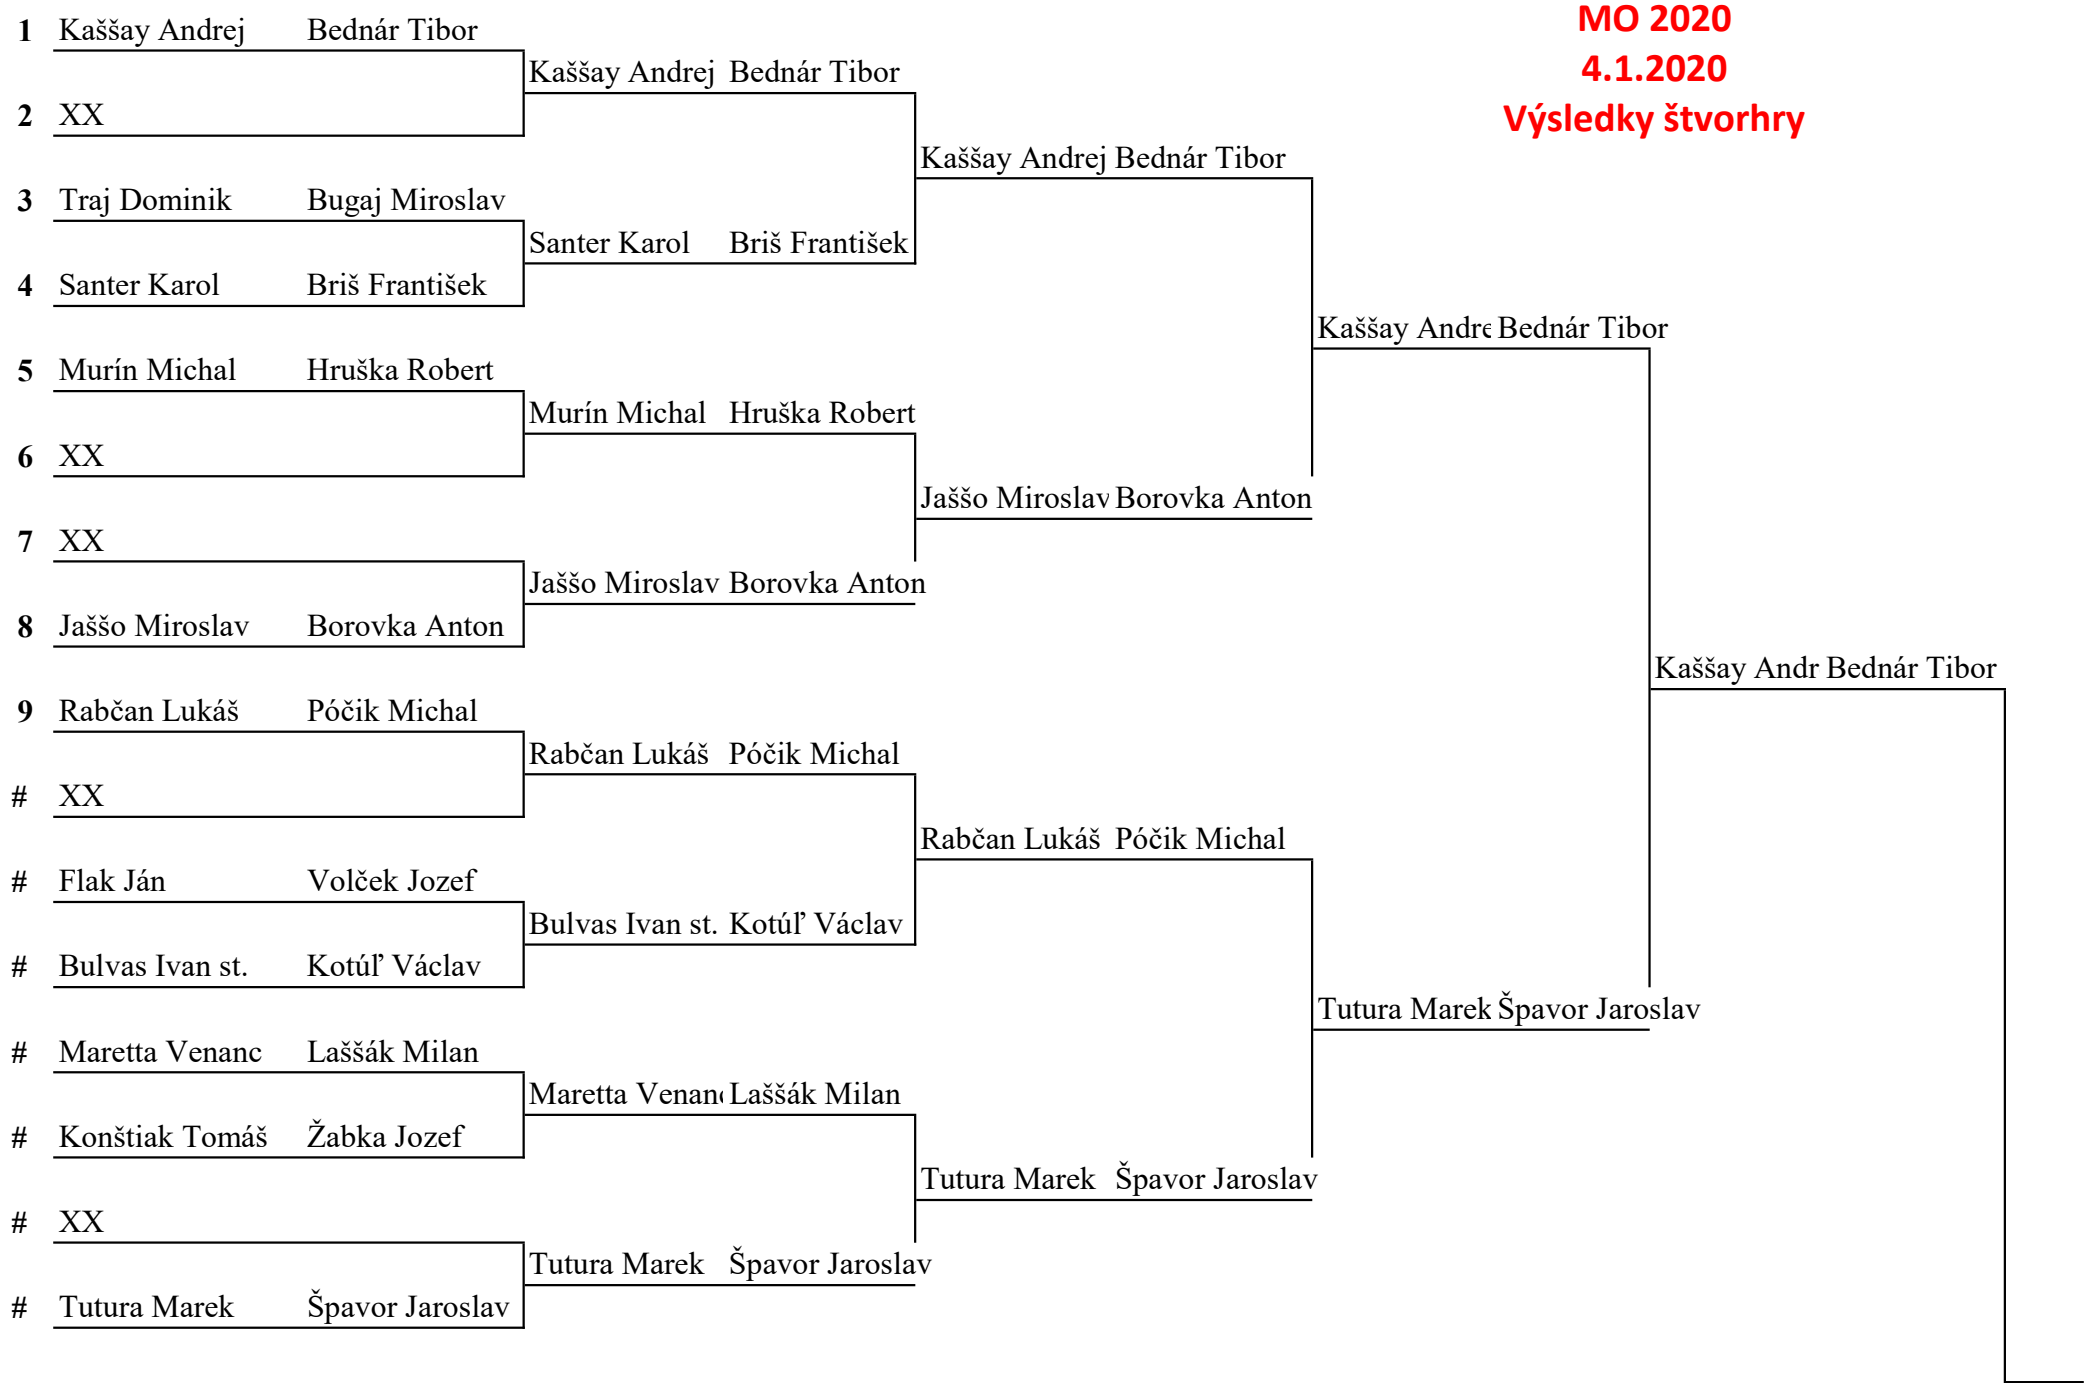 MO 2020
4.1.2020
Výsledky štvorhry
1 Kaššay Andrej Bednár Tibor
Kaššay Andrej Bednár Tibor
2 XX
Kaššay Andrej Bednár Tibor
3 Traj Dominik Bugaj Miroslav
Santer Karol Briš František
4 Santer Karol Briš František
Kaššay Andre Bednár Tibor
5 Murín Michal Hruška Robert
Murín Michal Hruška Robert
6 XX
Jaššo Miroslav Borovka Anton
7 XX
Jaššo Miroslav Borovka Anton
8 Jaššo Miroslav Borovka Anton
Kaššay Andr Bednár Tibor
9 Rabčan Lukáš Póčik Michal
Rabčan Lukáš Póčik Michal
# XX
Rabčan Lukáš Póčik Michal
# Flak Ján Volček Jozef
Bulvas Ivan st. Kotúľ Václav
# Bulvas Ivan st. Kotúľ Václav
Tutura Marek Špavor Jaroslav
# Maretta Venanc Laššák Milan
Maretta Venanc Laššák Milan
# Konštiak Tomáš Žabka Jozef
Tutura Marek Špavor Jaroslav
# XX
Tutura Marek Špavor Jaroslav
# Tutura Marek Špavor Jaroslav